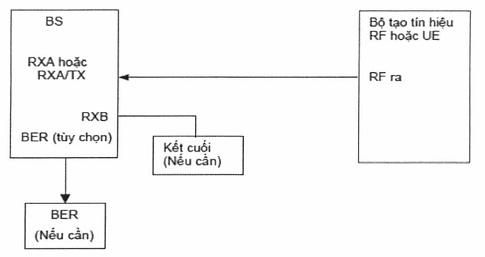 BS
RXA hoặc
RXA/TX
RXB
BER (tùy chọn)
BER
(Nếu cần)
Kết cuối
(Nếu cần)
Bộ tạo tín hiệu
RF hoặc UE
RF ra